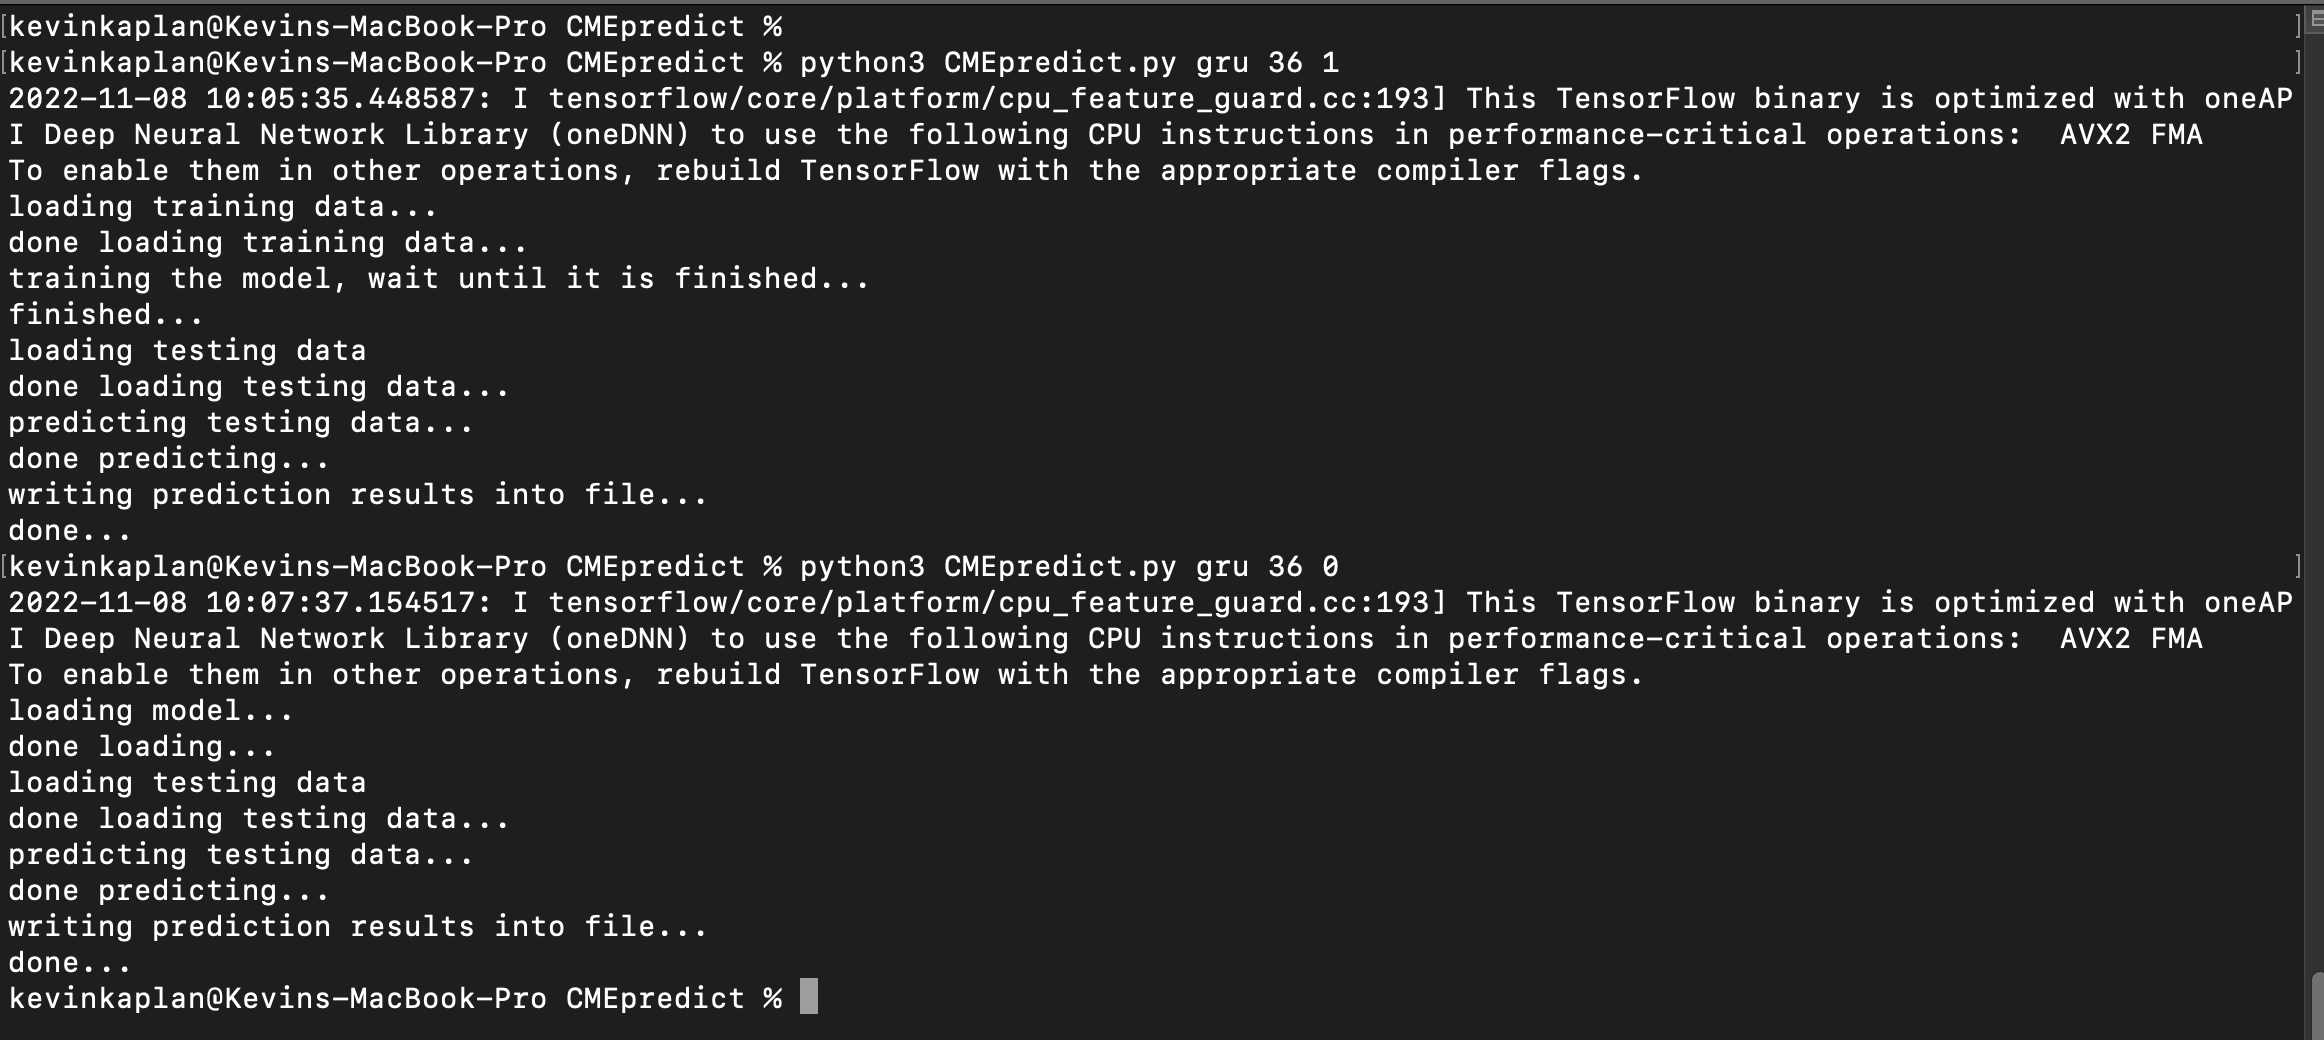 [kevinkaplan@Kevins-MacBook-Pro CMEpredict % ]
[kevinkaplan@Kevins-MacBook-Pro CMEpredict % python3 CMEpredict.py gru 36 1 ]
2022-11-08 10:05:35.448587: I tensorflow/core/platform/cpu_feature_guard.cc:193] This TensorFlow binary is optimized with oneAP
I Deep Neural Network Library (oneDNN) to use the following CPU instructions in performance-critical operations:  AVX2 FMA
To enable them in other operations, rebuild TensorFlow with the appropriate compiler flags.
loading training data...
done loading training data...
training the model, wait until it is finished...
finished...
loading testing data
done loading testing data...
predicting testing data...
done predicting...
writing prediction results into file...
done...
[kevinkaplan@Kevins-MacBook-Pro CMEpredict % python3 CMEpredict.py gru 36 0 ]
2022-11-08 10:07:37.154517: I tensorflow/core/platform/cpu_feature_guard.cc:193] This TensorFlow binary is optimized with oneAP
I Deep Neural Network Library (oneDNN) to use the following CPU instructions in performance-critical operations:  AVX2 FMA
To enable them in other operations, rebuild TensorFlow with the appropriate compiler flags.
loading model...
done loading...
loading testing data
done loading testing data...
predicting testing data...
done predicting...
writing prediction results into file...
done...
kevinkaplan@Kevins-MacBook-Pro CMEpredict %